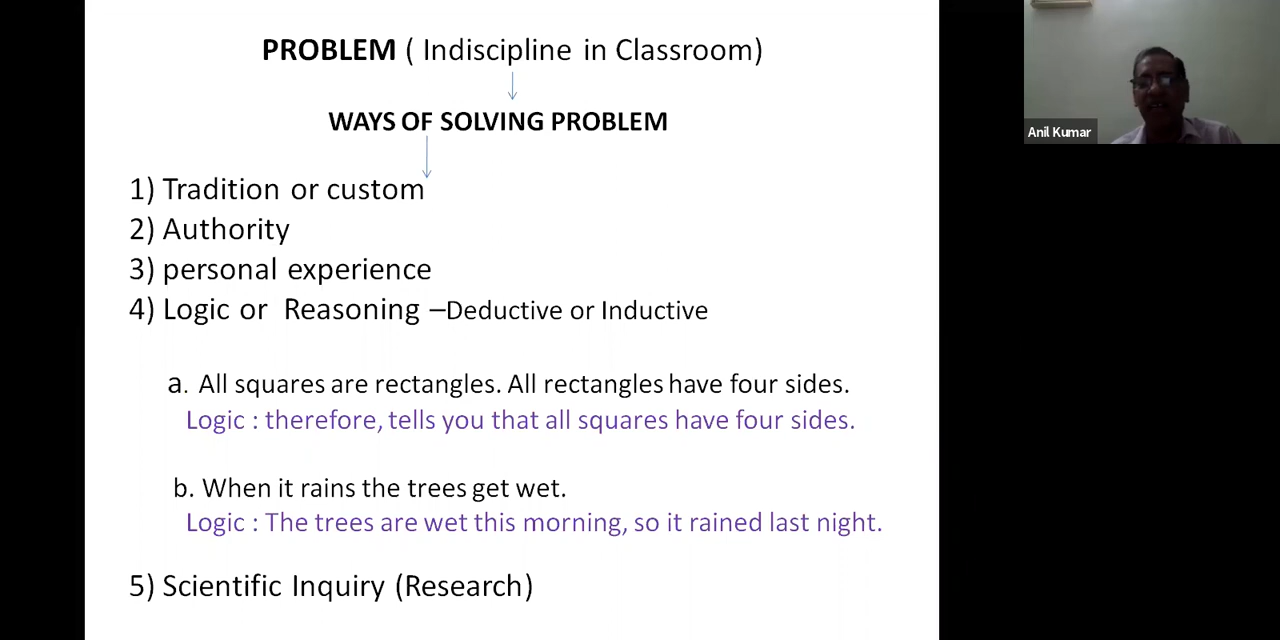 PROBLEM ( Indiscipline in Classroom)
WAYS OF SOLVING PROBLEM
1) Tradition or custom
2) Authority
3) personal experience
4) Logic or Reasoning –Deductive or Inductive
a. All squares are rectangles. All rectangles have four sides.
Logic : therefore, tells you that all squares have four sides.
b. When it rains the trees get wet.
Logic : The trees are wet this morning, so it rained last night.
5) Scientific Inquiry (Research)
Anil Kumar